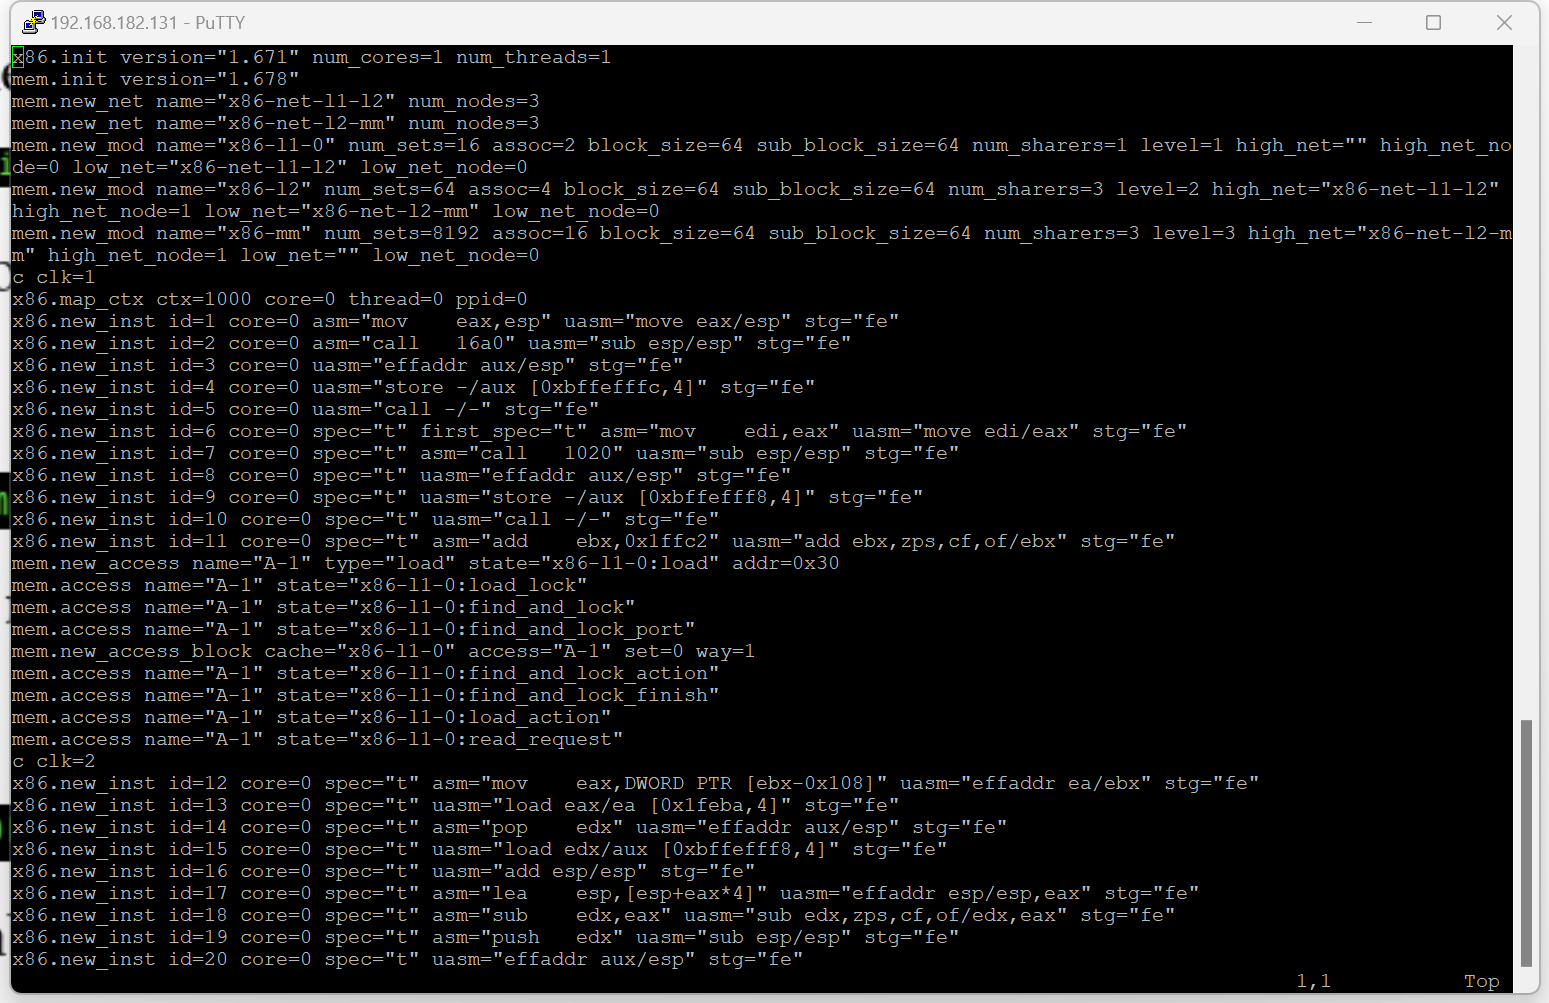 192.168.182.131 - PuTTY
x86.init version="1.671" num_cores=1 num_threads=1
mem.init version="1.678"
mem.new_net name="x86-net-l1-l2" num_nodes=3
mem.new_net name="x86-net-l2-mm" num_nodes=3
mem.new_mod name="x86-l1-0" num_sets=16 assoc=2 block_size=64 sub_block_size=64 num_sharers=1 level=1 high_net="" high_net_no
de=0 low_net="x86-net-l1-l2" low_net_node=0
mem.new_mod name="x86-l2" num_sets=64 assoc=4 block_size=64 sub_block_size=64 num_sharers=3 level=2 high_net="x86-net-l1-l2"
high_net_node=1 low_net="x86-net-l2-mm" low_net_node=0
mem.new_mod name="x86-mm" num_sets=8192 assoc=16 block_size=64 sub_block_size=64 num_sharers=3 level=3 high_net="x86-net-l2-m
m" high_net_node=1 low_net="" low_net_node=0
c clk=1
x86.map_ctx ctx=1000 core=0 thread=0 ppid=0
x86.new_inst id=1 core=0 asm="mov    eax,esp" uasm="move eax/esp" stg="fe"
x86.new_inst id=2 core=0 asm="call   16a0" uasm="sub esp/esp" stg="fe"
x86.new_inst id=3 core=0 uasm="effaddr aux/esp" stg="fe"
x86.new_inst id=4 core=0 uasm="store -/aux [0xbffefffc,4]" stg="fe"
x86.new_inst id=5 core=0 uasm="call -/-" stg="fe"
x86.new_inst id=6 core=0 spec="t" first_spec="t" asm="mov    edi,eax" uasm="move edi/eax" stg="fe"
x86.new_inst id=7 core=0 spec="t" asm="call   1020" uasm="sub esp/esp" stg="fe"
x86.new_inst id=8 core=0 spec="t" uasm="effaddr aux/esp" stg="fe"
x86.new_inst id=9 core=0 spec="t" uasm="store -/aux [0xbffefff8,4]" stg="fe"
x86.new_inst id=10 core=0 spec="t" uasm="call -/-" stg="fe"
x86.new_inst id=11 core=0 spec="t" asm="add    ebx,0x1ffc2" uasm="add ebx,zps,cf,of/ebx" stg="fe"
mem.new_access name="A-1" type="load" state="x86-l1-0:load" addr=0x30
mem.access name="A-1" state="x86-l1-0:load_lock"
mem.access name="A-1" state="x86-l1-0:find_and_lock"
mem.access name="A-1" state="x86-l1-0:find_and_lock_port"
mem.new_access_block cache="x86-l1-0" access="A-1" set=0 way=1
mem.access name="A-1" state="x86-l1-0:find_and_lock_action"
mem.access name="A-1" state="x86-l1-0:find_and_lock_finish"
mem.access name="A-1" state="x86-l1-0:load_action"
mem.access name="A-1" state="x86-l1-0:read_request"
c clk=2
x86.new_inst id=12 core=0 spec="t" asm="mov    eax,DWORD PTR [ebx-0x108]" uasm="effaddr ea/ebx" stg="fe"
x86.new_inst id=13 core=0 spec="t" uasm="load eax/ea [0x1feba,4]" stg="fe"
x86.new_inst id=14 core=0 spec="t" asm="pop    edx" uasm="effaddr aux/esp" stg="fe"
x86.new_inst id=15 core=0 spec="t" uasm="load edx/aux [0xbffefff8,4]" stg="fe"
x86.new_inst id=16 core=0 spec="t" uasm="add esp/esp" stg="fe"
x86.new_inst id=17 core=0 spec="t" asm="lea    esp,[esp+eax*4]" uasm="effaddr esp/esp,eax" stg="fe"
x86.new_inst id=18 core=0 spec="t" asm="sub    edx,eax" uasm="sub edx,zps,cf,of/edx,eax" stg="fe"
x86.new_inst id=19 core=0 spec="t" asm="push   edx" uasm="sub esp/esp" stg="fe"
x86.new_inst id=20 core=0 spec="t" uasm="effaddr aux/esp" stg="fe"
1,1 Top